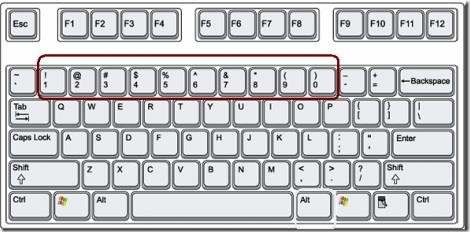 Esc F1 F2 F3 F4 F5 F6 F7 F8 F9 F10 F11 F12
~ ! @ # $ % ^ & * ( ) - +
` 1 2 3 4 5 6 7 8 9 0 - = ←Backspace
Tab Q W E R T Y U I O P { } |
[ ] \
Caps Lock A S D F G H J K L : " Enter
; '
Shift Z X C V B N M < > ? Shift
, . /
Ctrl Alt Alt Ctrl